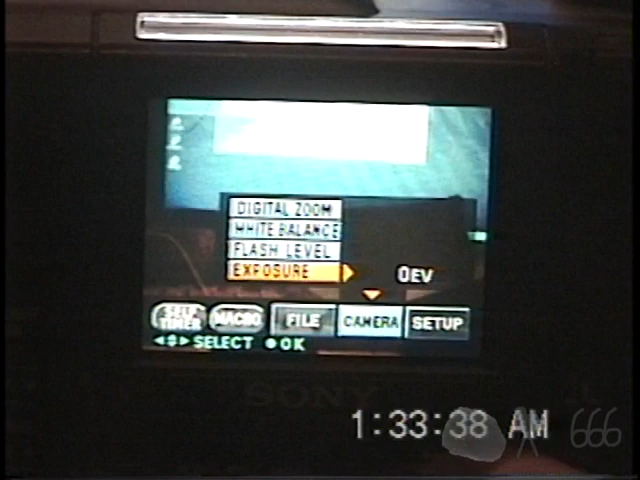 DIGITAL ZOOM
WHITE BALANCE
FLASH LEVEL
EXPOSURE 0EV
SELF TIMER MACRO FILE CAMERA SETUP
SELECT ●OK
SONY
1:33:38 AM 666